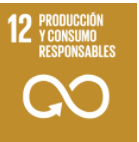 12 PRODUCCIÓN
Y CONSUMO
RESPONSABLES